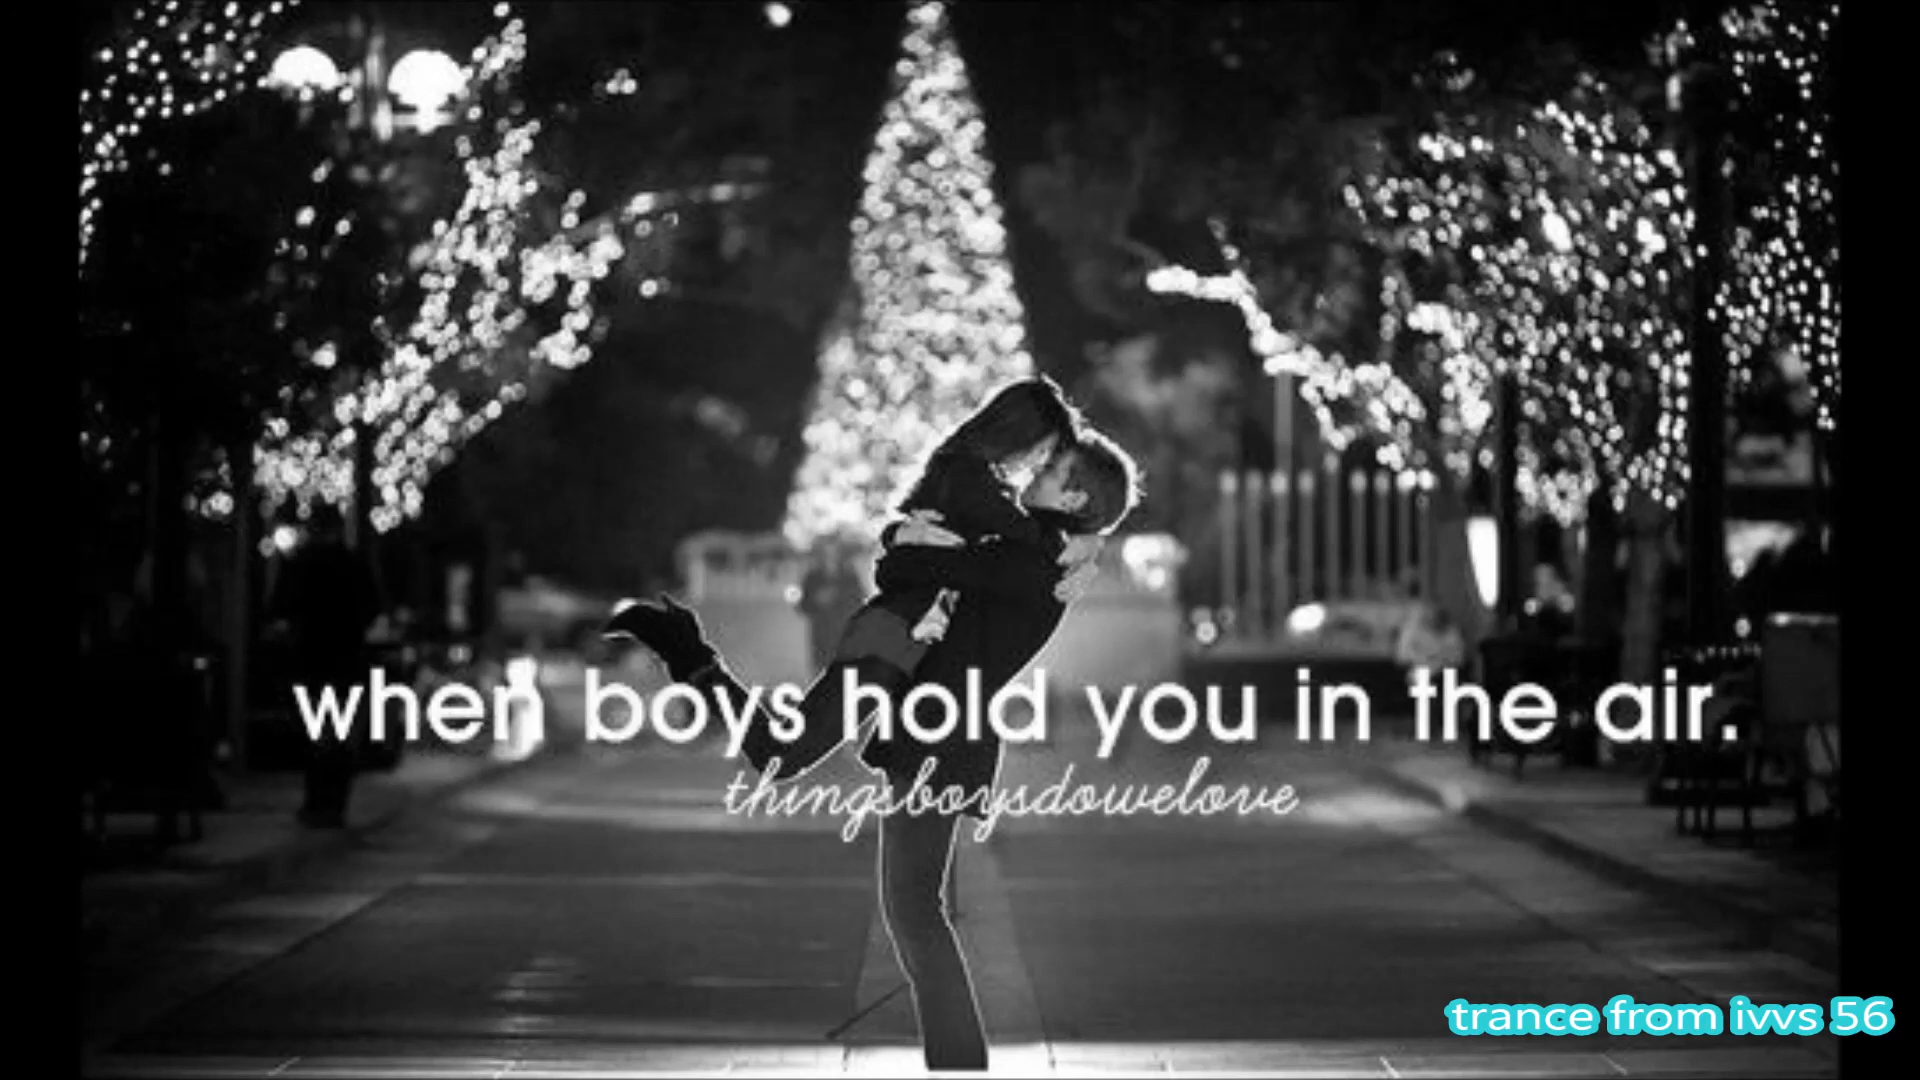 when boys hold you in the air.
thingsboysdowelove
trance from ivvs 56